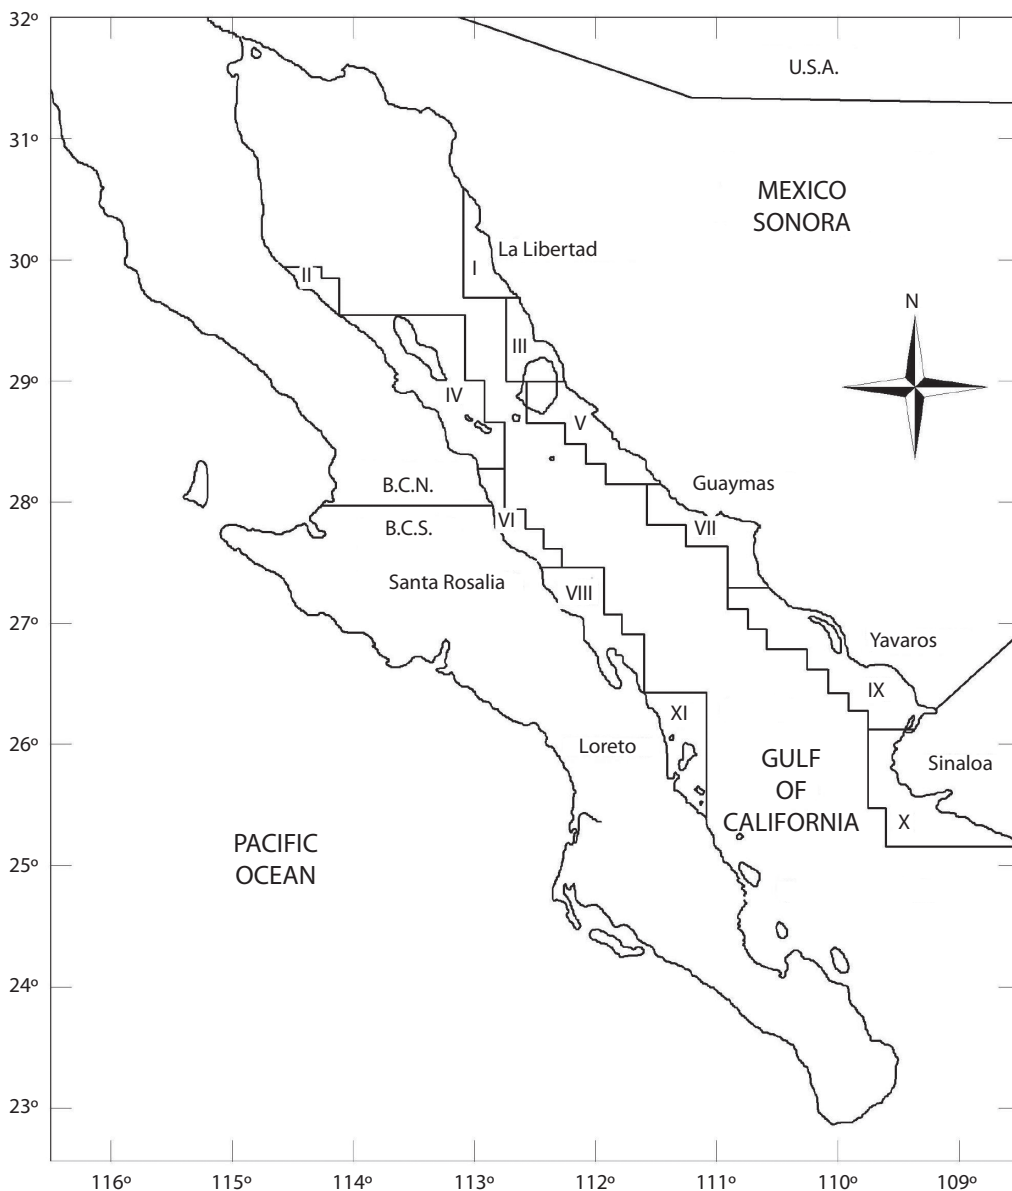 32º
U.S.A.
31º
MEXICO
SONORA
La Libertad
30º
I
II
N
III
29º
IV
V
B.C.N.
Guaymas
28º
VI
B.C.S.
VII
Santa Rosalia
VIII
27º
Yavaros
IX
XI
26º
Loreto
GULF
OF
CALIFORNIA
Sinaloa
X
PACIFIC
OCEAN
25º
24º
23º
116º 115º 114º 113º 112º 111º 110º 109º